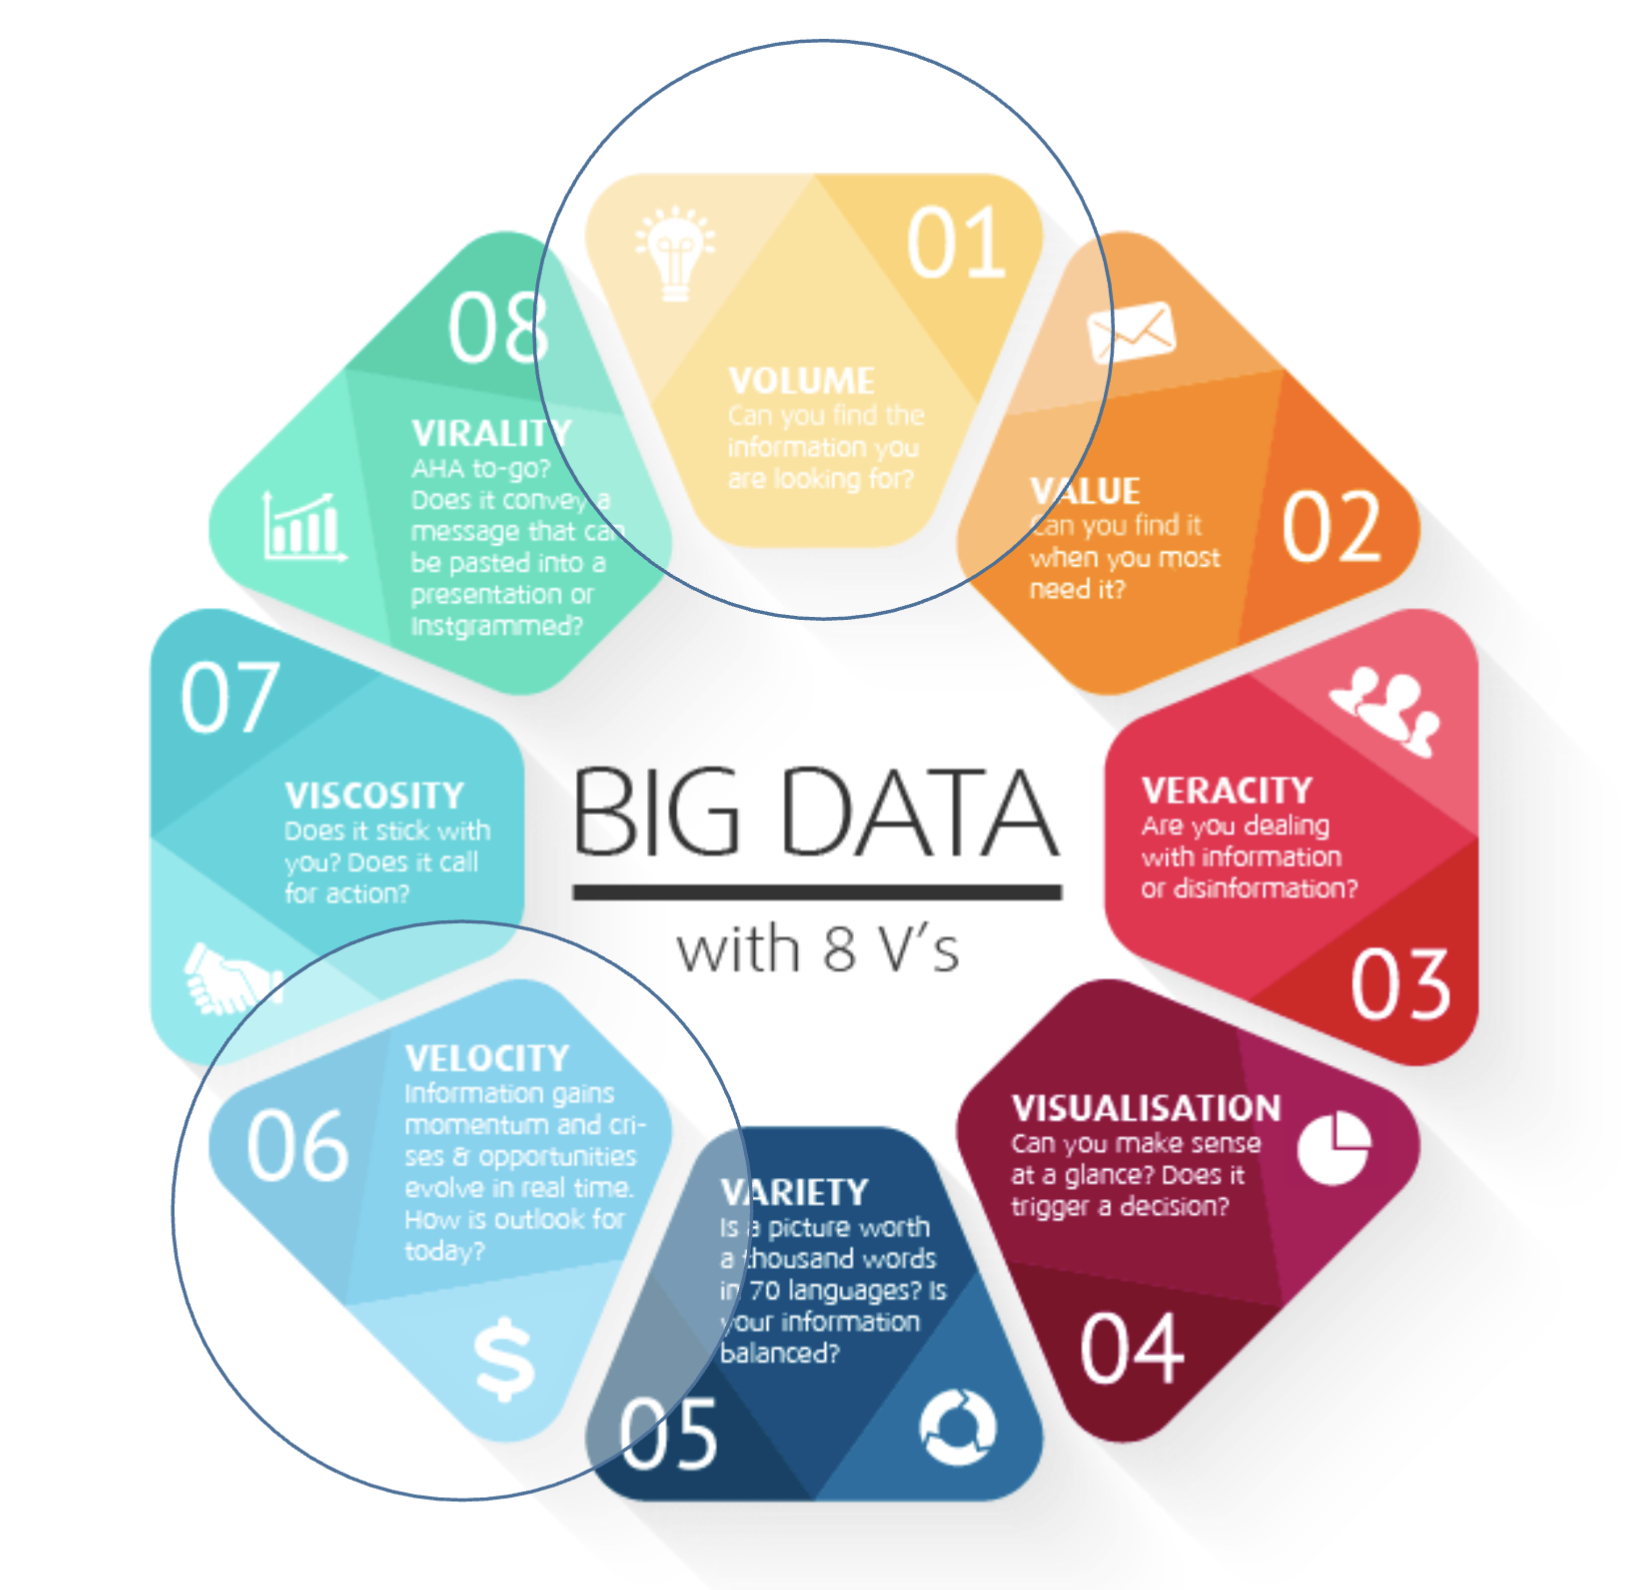 BIG DATA
with 8 V's
01
VOLUME
Can you find the
information you
are looking for?
02
VALUE
Can you find it
when you most
need it?
03
VERACITY
Are you dealing
with information
or disinformation?
04
VISUALISATION
Can you make sense
at a glance? Does it
trigger a decision?
05
VARIETY
Is a picture worth
a thousand words
in 70 languages? Is
your information
balanced?
06
VELOCITY
Information gains
momentum and cri-
ses & opportunities
evolve in real time.
How is outlook for
today?
07
VISCOSITY
Does it stick with
you? Does it call
for action?
08
VIRALITY
AHA to-go?
Does it convey a
message that can
be pasted into a
presentation or
Instgrammed?